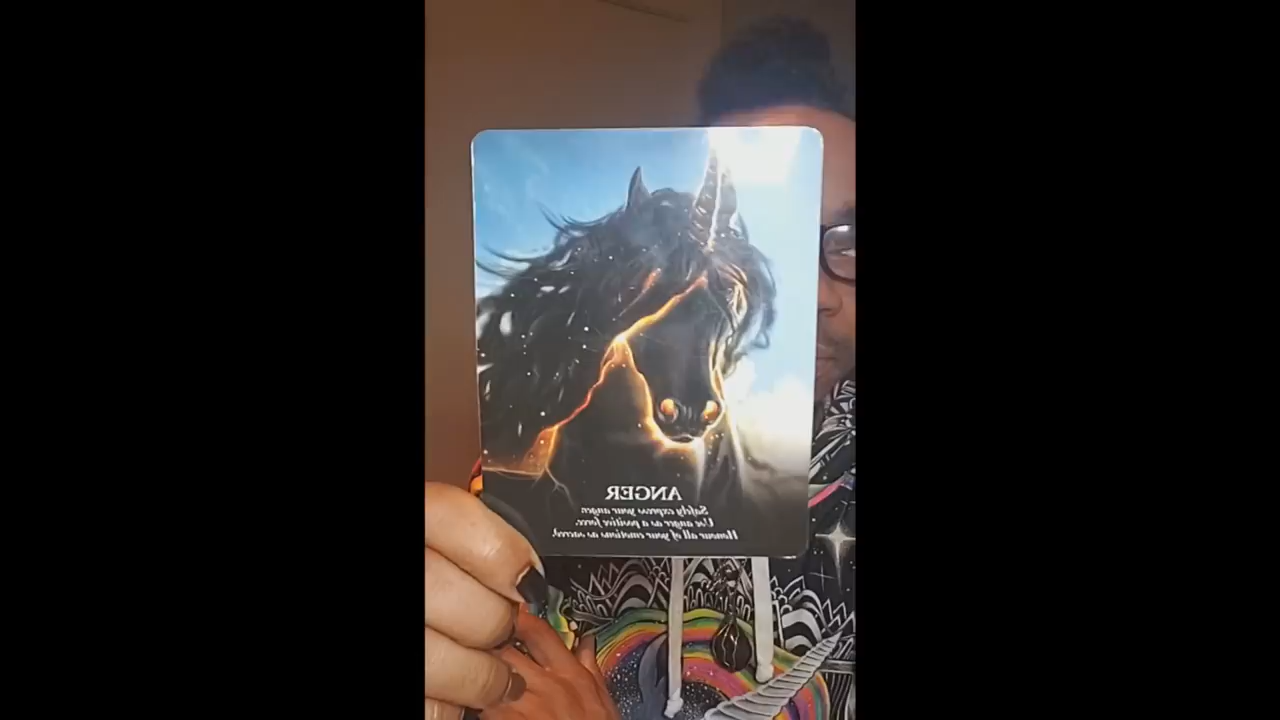 ANGER
Safely express your anger.
Use anger as a positive force.
Honour all of your emotions as sacred.